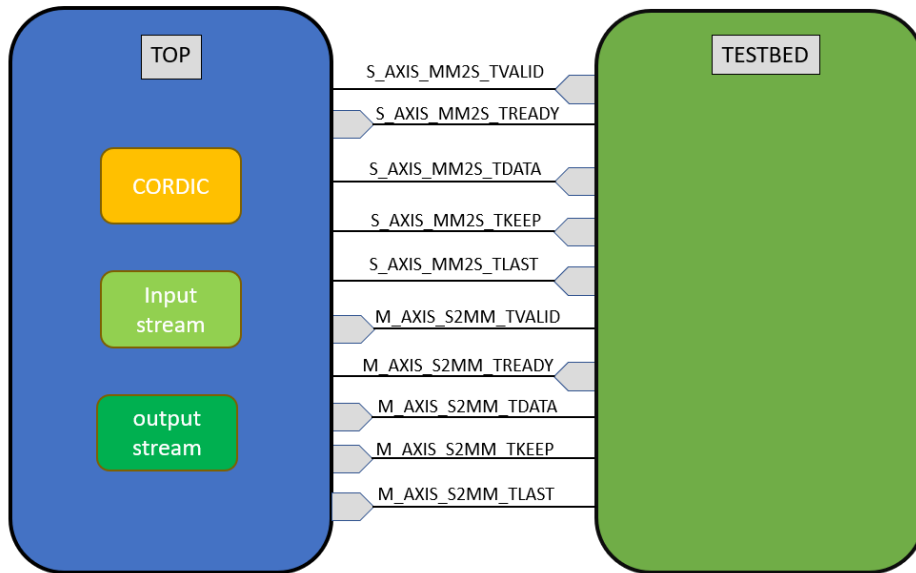 TOP
TESTBED
S_AXIS_MM2S_TVALID
S_AXIS_MM2S_TREADY
S_AXIS_MM2S_TDATA
CORDIC
S_AXIS_MM2S_TKEEP
S_AXIS_MM2S_TLAST
Input
stream
M_AXIS_S2MM_TVALID
M_AXIS_S2MM_TREADY
M_AXIS_S2MM_TDATA
output
stream
M_AXIS_S2MM_TKEEP
M_AXIS_S2MM_TLAST